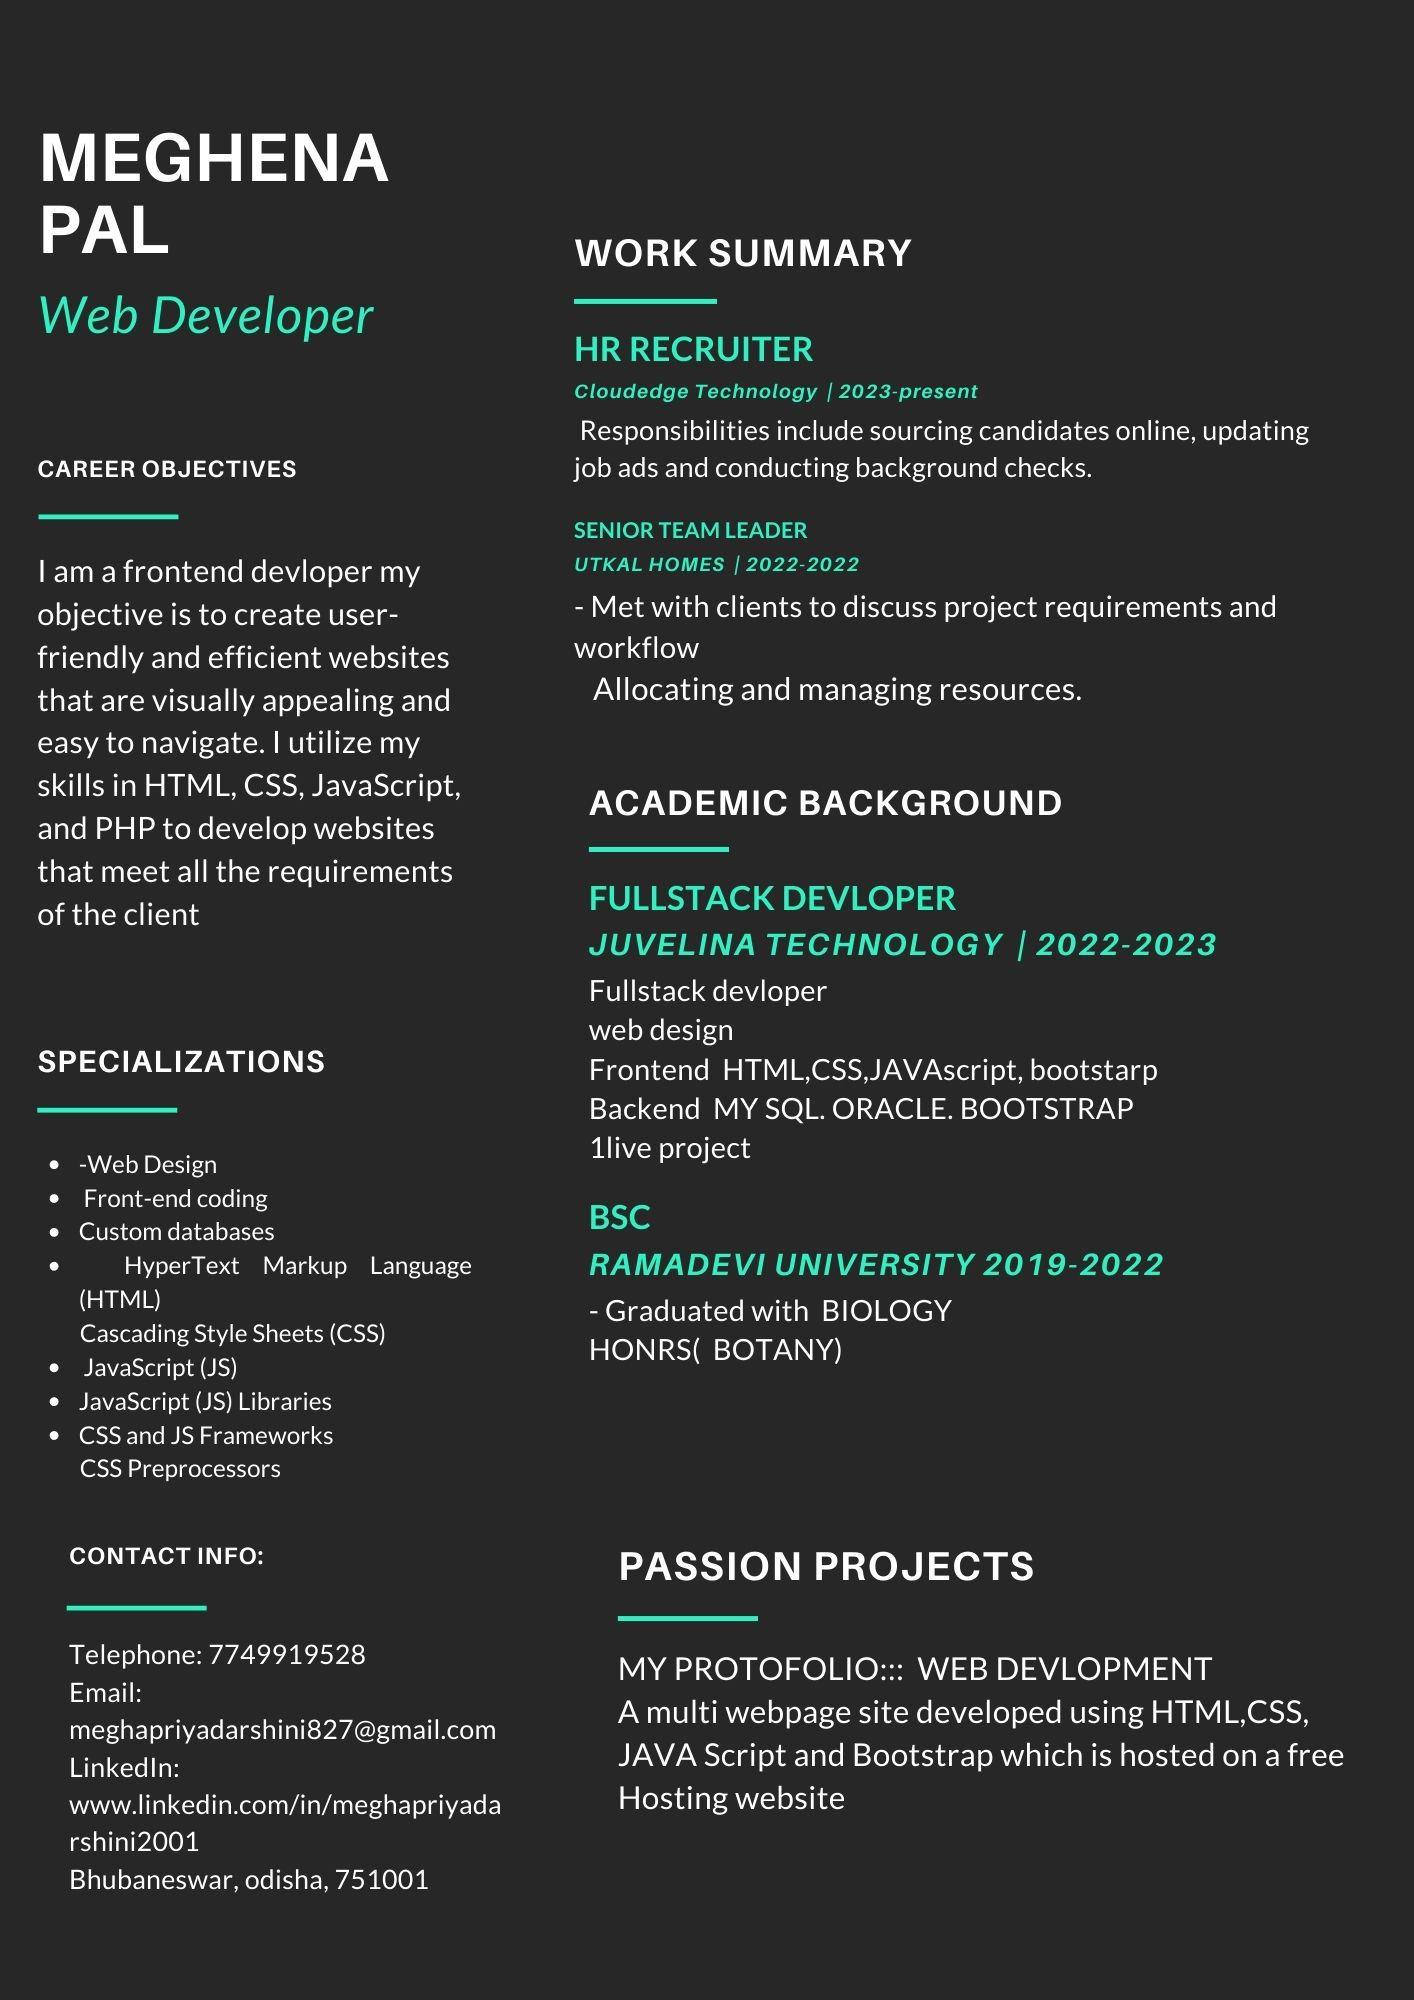 MEGHENA
PAL
Web Developer
CAREER OBJECTIVES
I am a frontend devloper my
objective is to create user-
friendly and efficient websites
that are visually appealing and
easy to navigate. I utilize my
skills in HTML, CSS, JavaScript,
and PHP to develop websites
that meet all the requirements
of the client
SPECIALIZATIONS
• -Web Design
• Front-end coding
• Custom databases
• HyperText Markup Language
(HTML)
Cascading Style Sheets (CSS)
• JavaScript (JS)
• JavaScript (JS) Libraries
• CSS and JS Frameworks
CSS Preprocessors
CONTACT INFO:
Telephone: 7749919528
Email:
meghapriyadarshini827@gmail.com
LinkedIn:
www.linkedin.com/in/meghapriyada
rshini2001
Bhubaneswar, odisha, 751001
WORK SUMMARY
HR RECRUITER
Cloudedge Technology | 2023-present
Responsibilities include sourcing candidates online, updating
job ads and conducting background checks.
SENIOR TEAM LEADER
UTKAL HOMES | 2022-2022
- Met with clients to discuss project requirements and
workflow
Allocating and managing resources.
ACADEMIC BACKGROUND
FULLSTACK DEVLOPER
JUVELINA TECHNOLOGY | 2022-2023
Fullstack devloper
web design
Frontend HTML,CSS,JAVAscript, bootstarp
Backend MY SQL. ORACLE. BOOTSTRAP
1live project
BSC
RAMADEVI UNIVERSITY 2019-2022
- Graduated with BIOLOGY
HONRS( BOTANY)
PASSION PROJECTS
MY PROTOFOLIO::: WEB DEVLOPMENT
A multi webpage site developed using HTML,CSS,
JAVA Script and Bootstrap which is hosted on a free
Hosting website